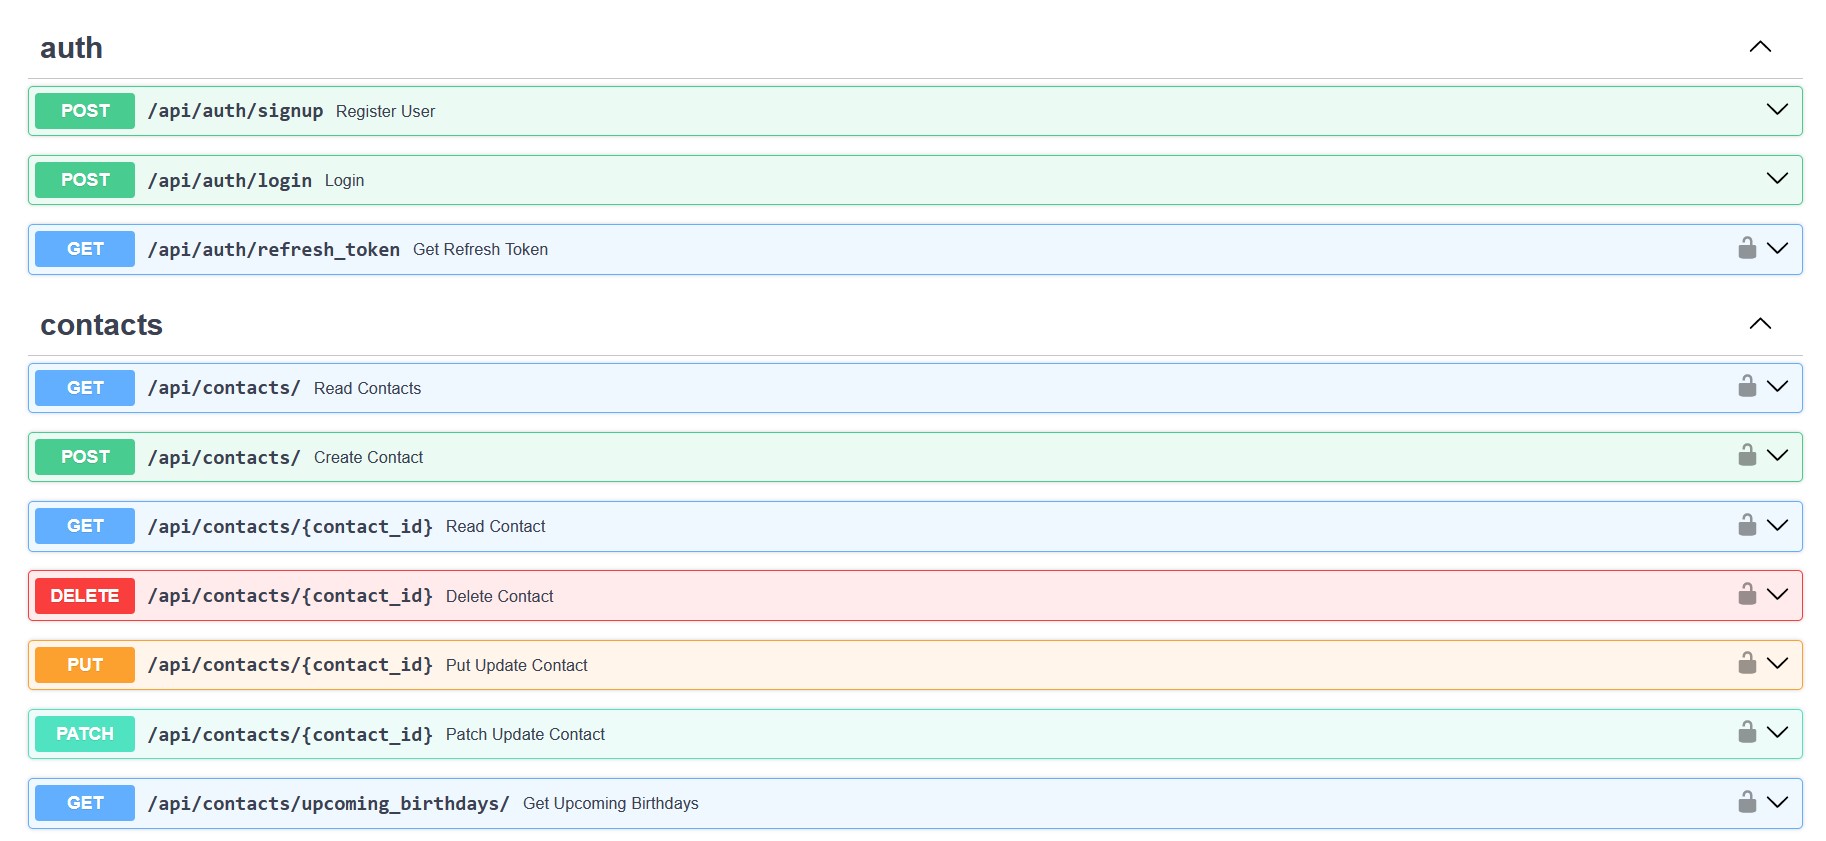 auth
POST /api/auth/signup Register User
POST /api/auth/login Login
GET /api/auth/refresh_token Get Refresh Token
contacts
GET /api/contacts/ Read Contacts
POST /api/contacts/ Create Contact
GET /api/contacts/{contact_id} Read Contact
DELETE /api/contacts/{contact_id} Delete Contact
PUT /api/contacts/{contact_id} Put Update Contact
PATCH /api/contacts/{contact_id} Patch Update Contact
GET /api/contacts/upcoming_birthdays/ Get Upcoming Birthdays